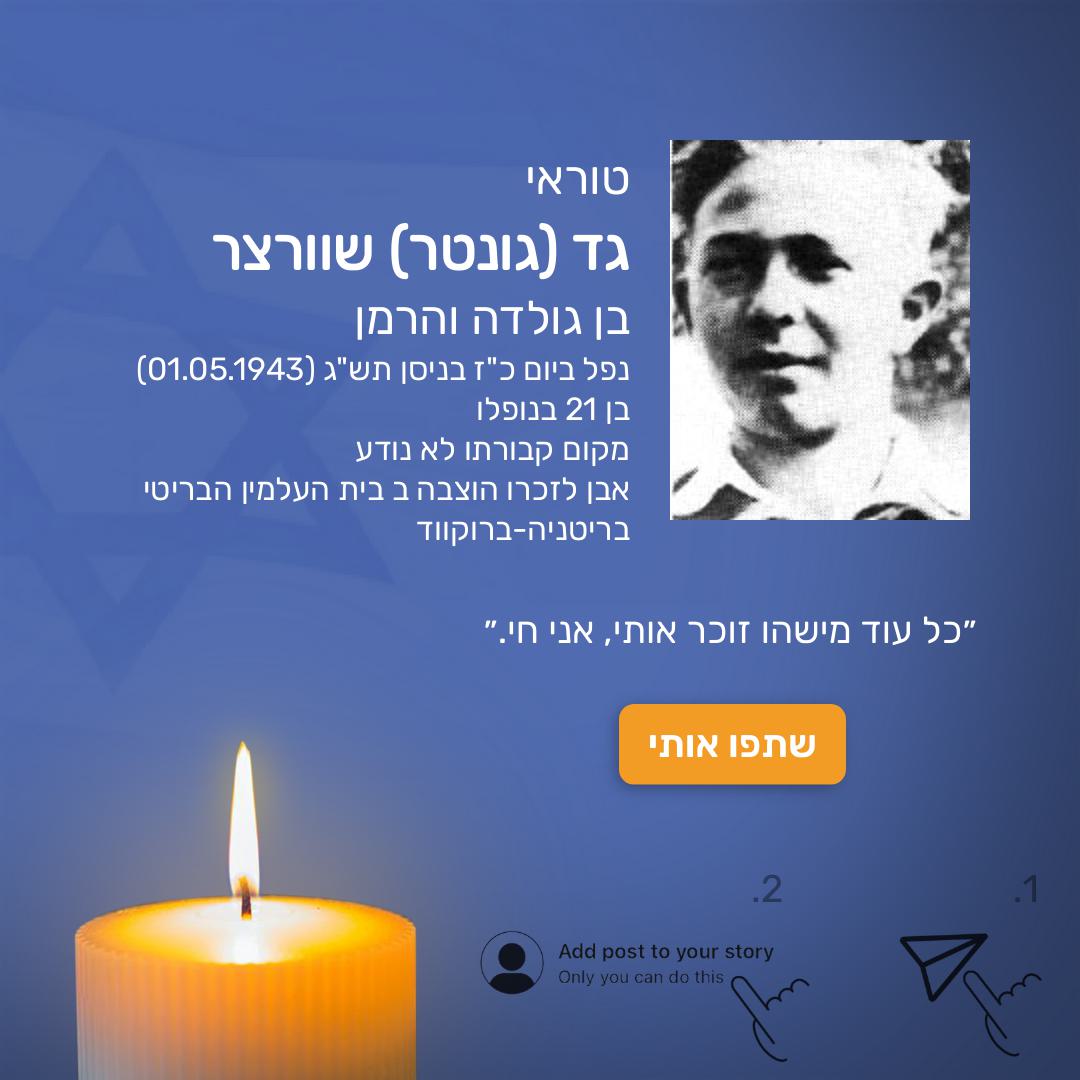 טוראי
גד (גונטר) שוורצר
בן גולדה והרמן
נפל ביום כ"ז בניסן תש"ג (01.05.1943)
בן 21 בנופלו
מקום קבורתו לא נודע
אבן לזכרו הוצבה ב בית העלמין הבריטי
בריטניה-ברוקווד
״כל עוד מישהו זוכר אותי, אני חי.״
שתפו אותי
.1
.2
Add post to your story
Only you can do this